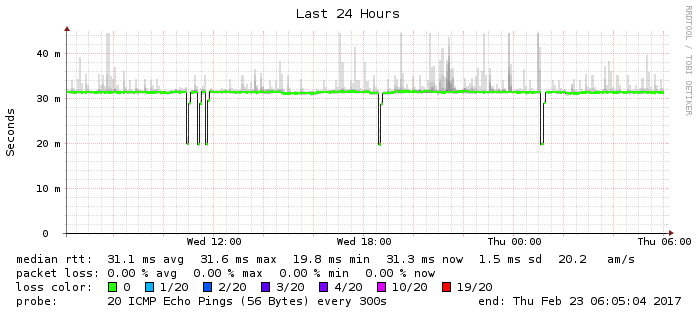 Last 24 Hours
RRDTOOL / TOBI OETIKER
Seconds
40 m
30 m
20 m
10 m
0
Wed 12:00 Wed 18:00 Thu 00:00 Thu 06:00
median rtt: 31.1 ms avg 31.6 ms max 19.8 ms min 31.3 ms now 1.5 ms sd 20.2 am/s
packet loss: 0.00 % avg 0.00 % max 0.00 % min 0.00 % now
loss color: 0 1/20 2/20 3/20 4/20 10/20 19/20
probe: 20 ICMP Echo Pings (56 Bytes) every 300s end: Thu Feb 23 06:05:04 2017